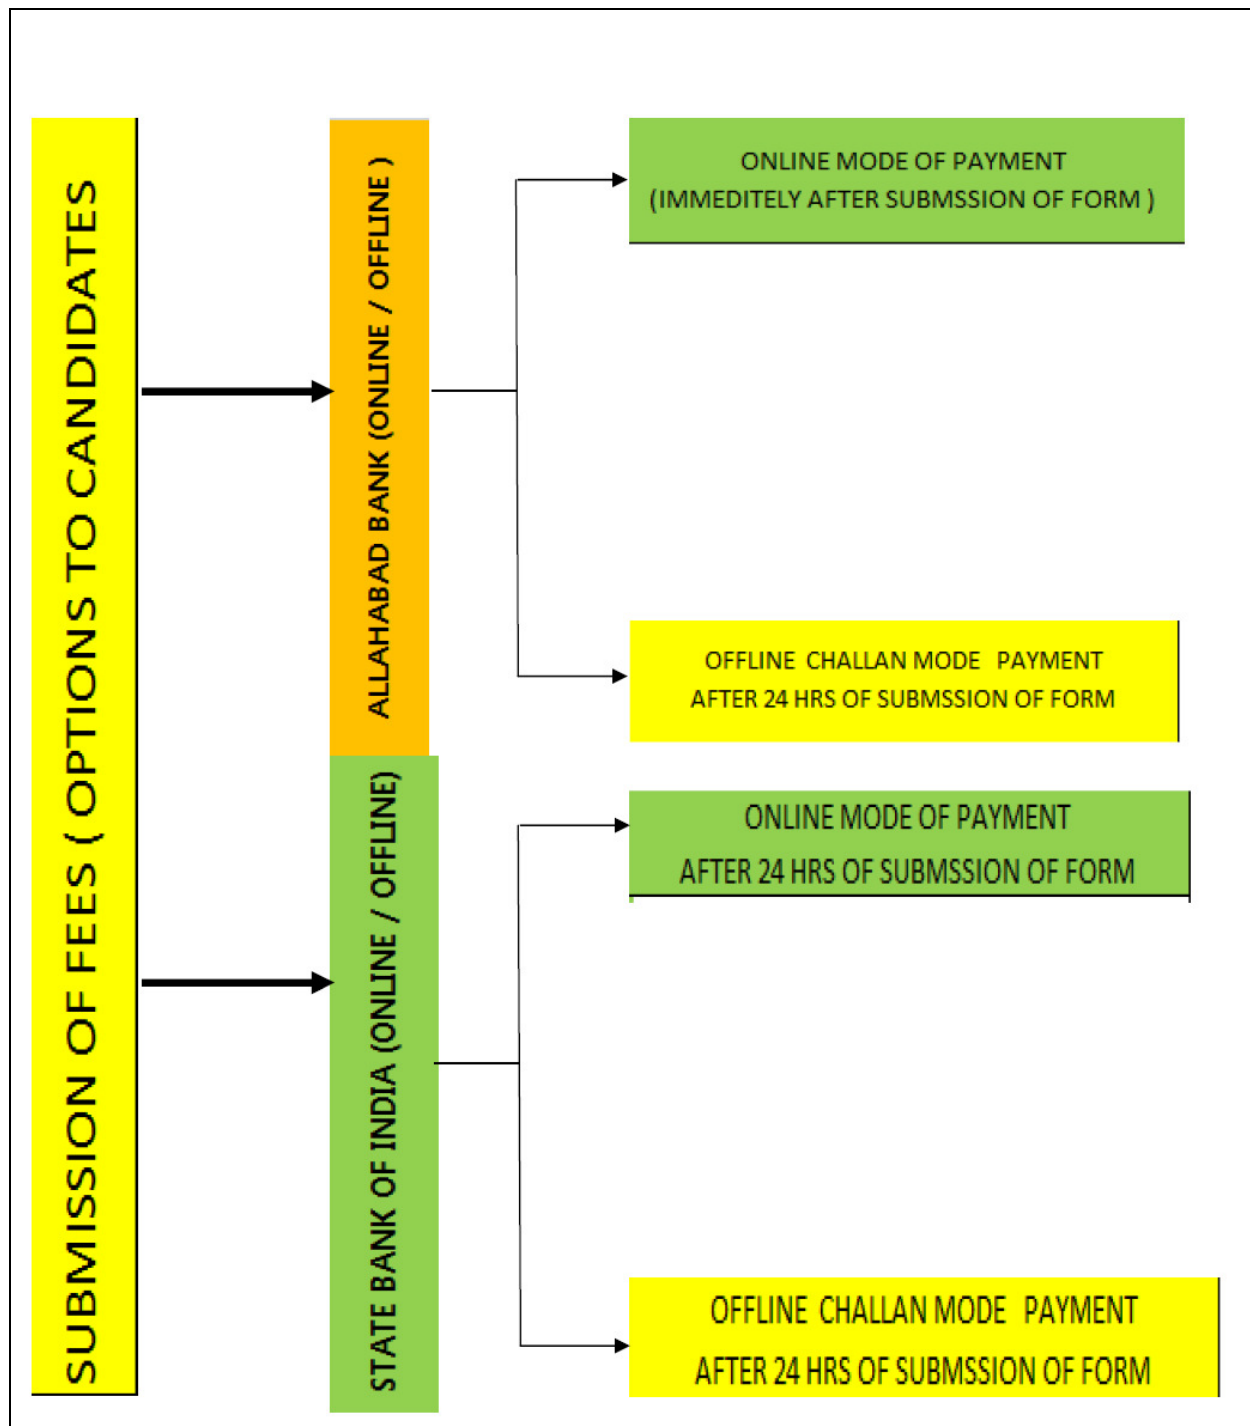 SUBMISSION OF FEES ( OPTIONS TO CANDIDATES
ALLAHABAD BANK (ONLINE / OFFLINE )
ONLINE MODE OF PAYMENT
(IMMEDITELY AFTER SUBMSSION OF FORM )
OFFLINE CHALLAN MODE PAYMENT
AFTER 24 HRS OF SUBMSSION OF FORM
STATE BANK OF INDIA (ONLINE / OFFLINE)
ONLINE MODE OF PAYMENT
AFTER 24 HRS OF SUBMSSION OF FORM
OFFLINE CHALLAN MODE PAYMENT
AFTER 24 HRS OF SUBMSSION OF FORM